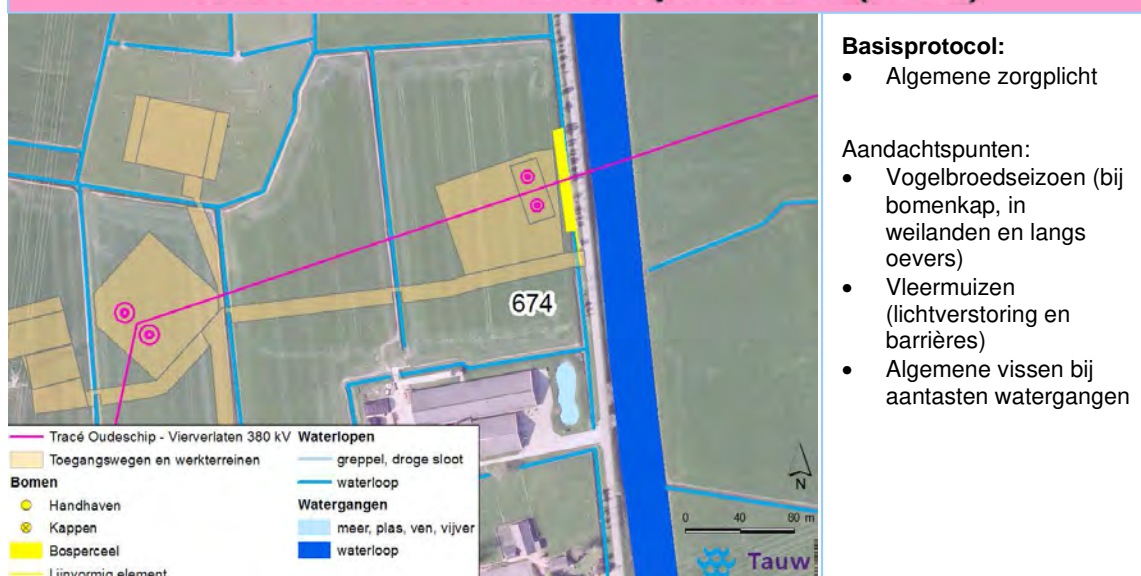 674
Tracé Oudeschip - Vierverlaten 380 kV
Toegangswegen en werkterreinen
Bomen
Handhaven
Kappen
Bosperceel
Lijnvormig element
Waterlopen
greppel, droge sloot
waterloop
Watergangen
meer, plas, ven, vijver
waterloop
N
0 40 80 m
Tauw
Basisprotocol:
• Algemene zorgplicht
Aandachtspunten:
• Vogelbroedseizoen (bij
bomenkap, in
weilanden en langs
oevers)
• Vleermuizen
(lichtverstoring en
barrières)
• Algemene vissen bij
aantasten watergangen